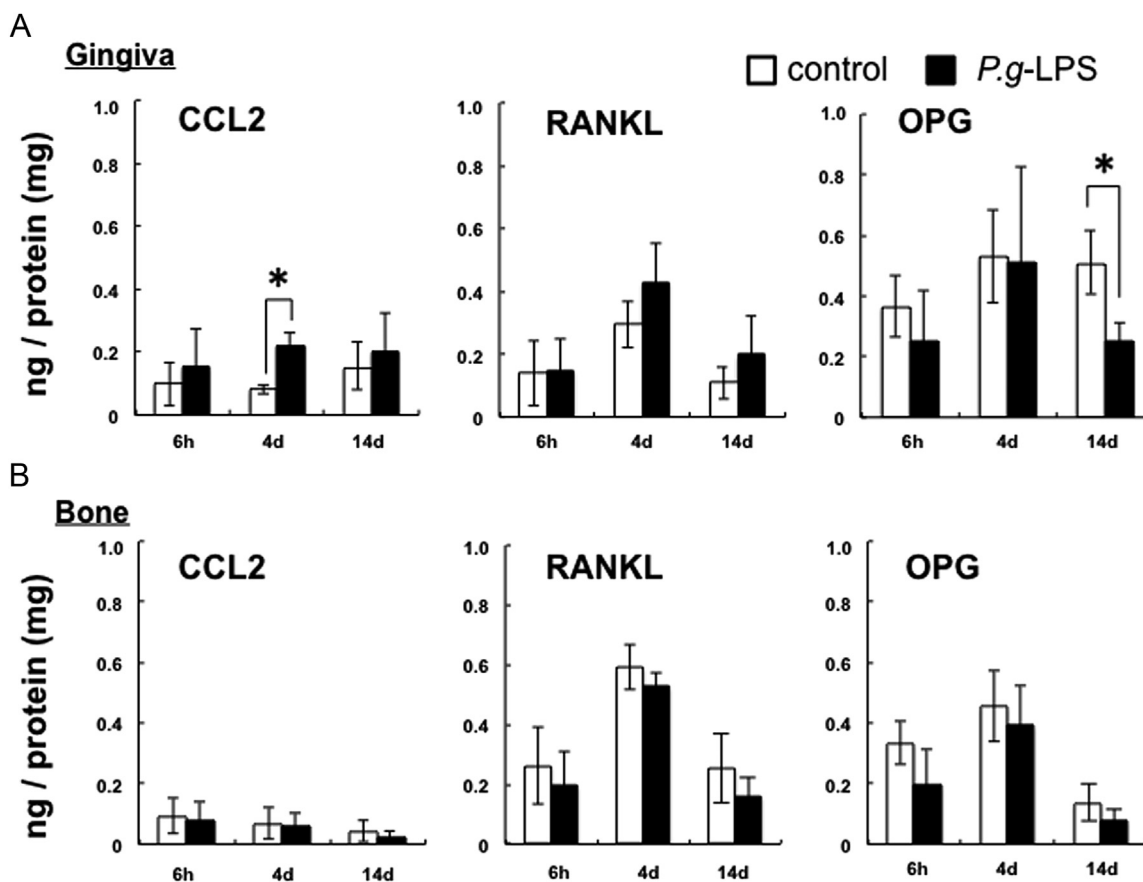 A
Gingiva
control P.g-LPS
CCL2 RANKL OPG
ng / protein (mg)
1.0 0.8 0.6 0.4 0.2 0
*
6h 4d 14d
1.0 0.8 0.6 0.4 0.2 0
6h 4d 14d
1.0 0.8 0.6 0.4 0.2 0
*
6h 4d 14d
B
Bone
CCL2 RANKL OPG
ng / protein (mg)
1.0 0.8 0.6 0.4 0.2 0
6h 4d 14d
1.0 0.8 0.6 0.4 0.2 0
6h 4d 14d
1.0 0.8 0.6 0.4 0.2 0
6h 4d 14d